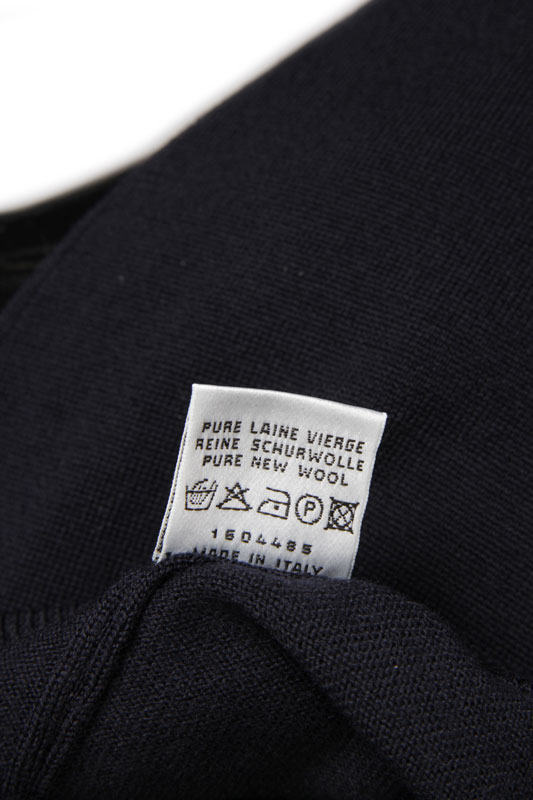 PURE LAINE VIERGE
REINE SCHURWOLLE
PURE NEW WOOL
P
1604485
MADE IN ITALY